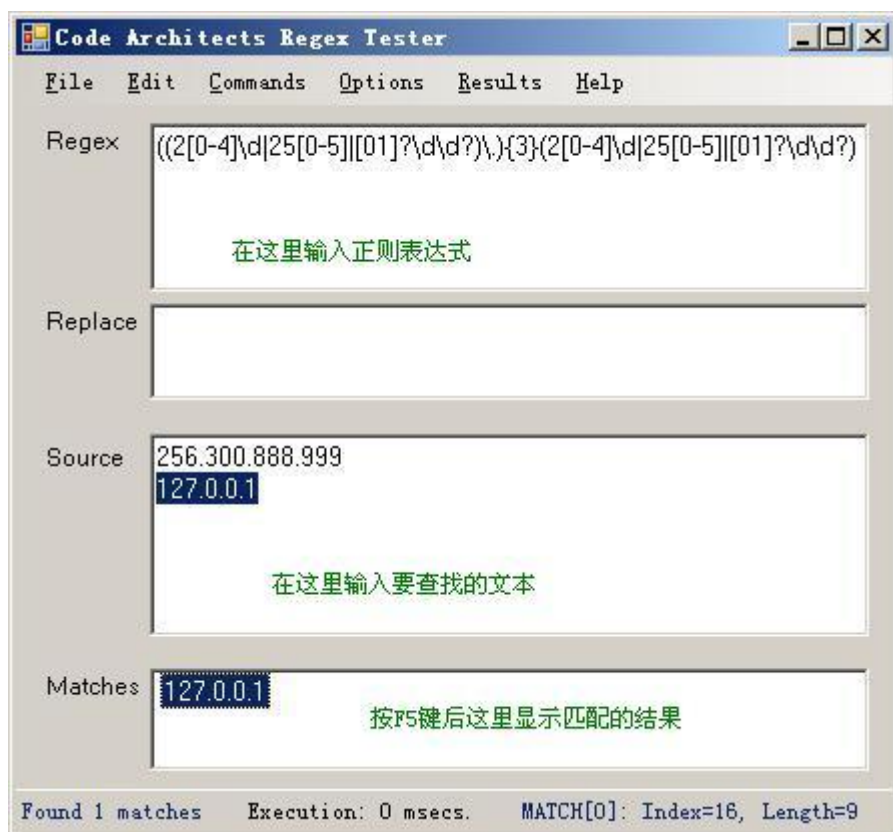 Code Architects Regex Tester
File Edit Commands Options Results Help
Regex ((2[0-4]\d|25[0-5]|[01]?\d\d?)\.){3}(2[0-4]\d|25[0-5]|[01]?\d\d?)
在这里输入正则表达式
Replace
Source 256.300.888.999
127.0.0.1
在这里输入要查找的文本
Matches 127.0.0.1
按F5键后这里显示匹配的结果
Found 1 matches Execution: 0 msecs. MATCH[0]: Index=16, Length=9